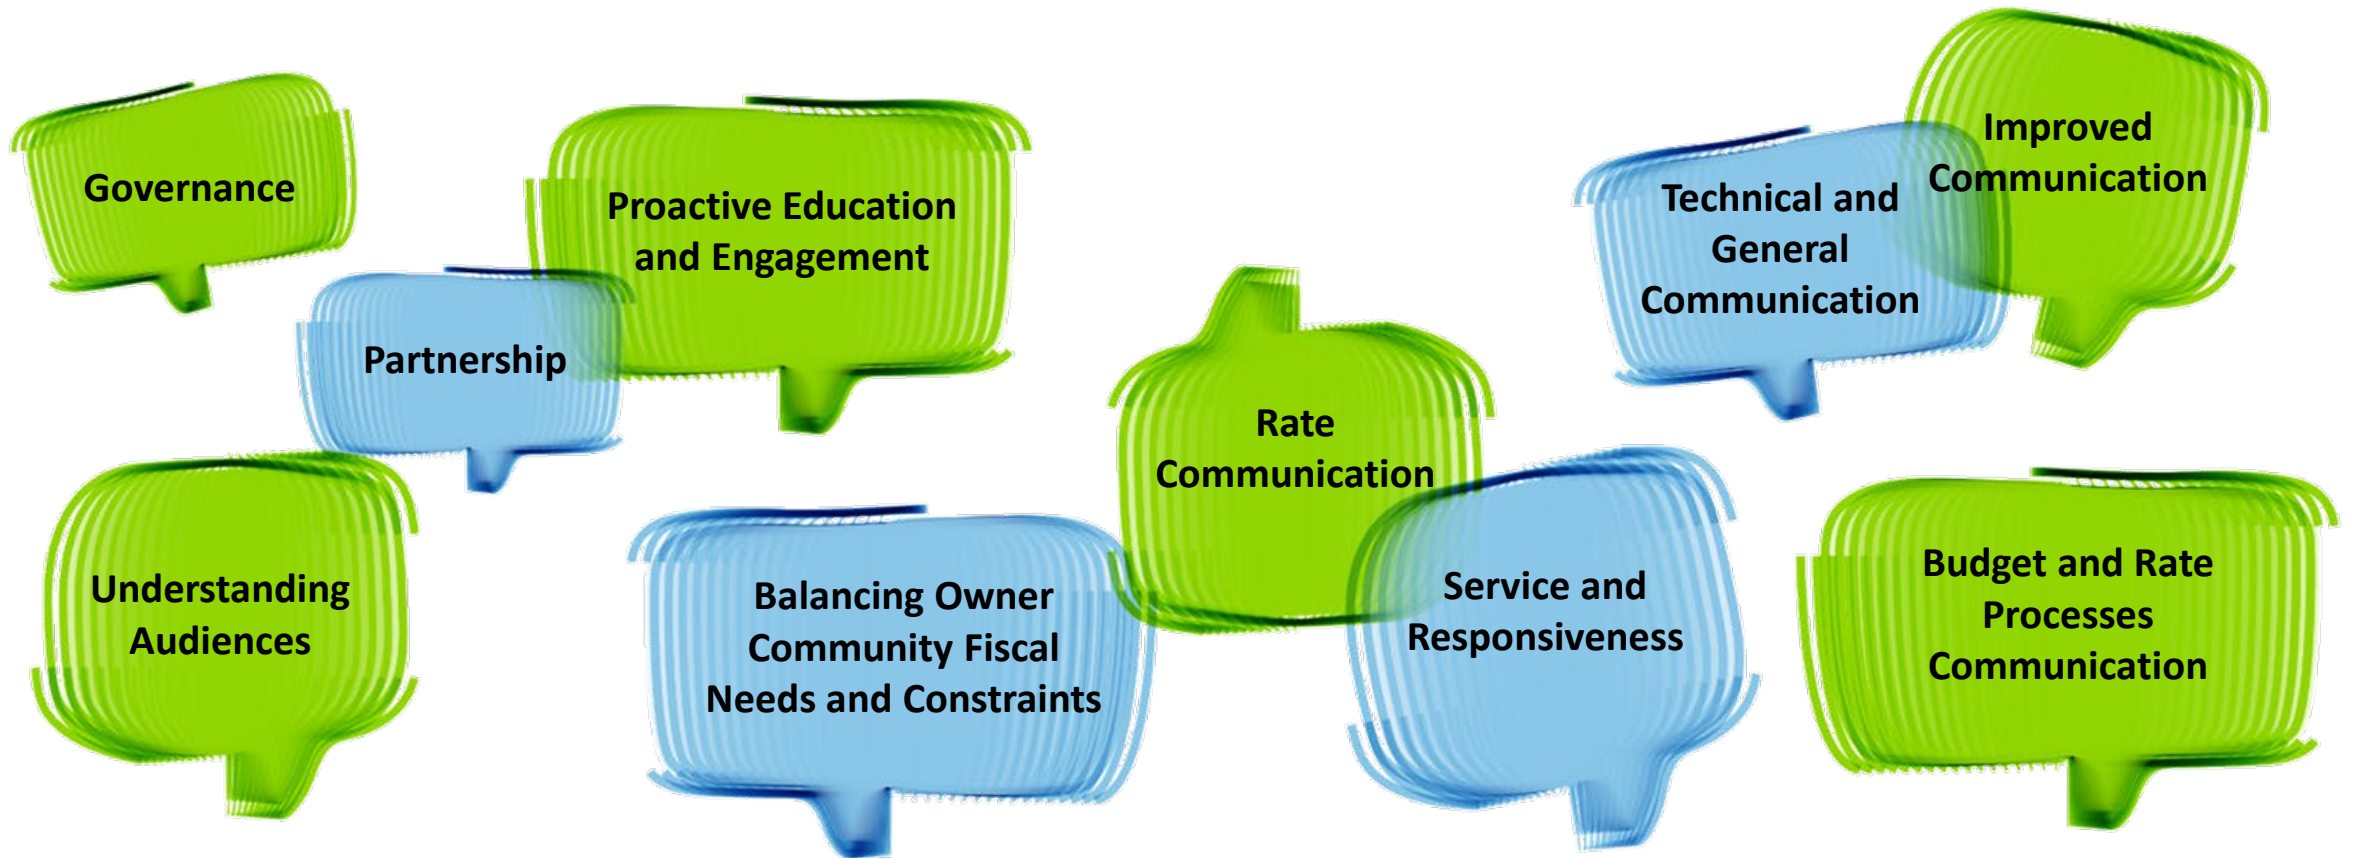 Governance
Proactive Education
and Engagement
Partnership
Understanding
Audiences
Balancing Owner
Community Fiscal
Needs and Constraints
Rate
Communication
Service and
Responsiveness
Technical and
General
Communication
Improved
Communication
Budget and Rate
Processes
Communication